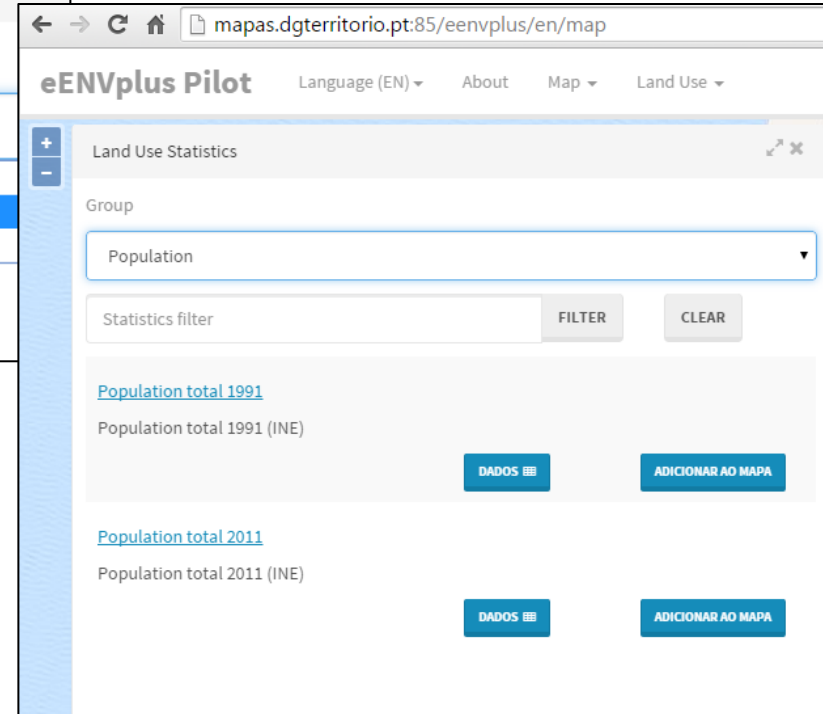 mapas.dgterritorio.pt:85/eenvplus/en/map
eENVplus Pilot Language (EN) About Map Land Use
+
−
Land Use Statistics
Group
Population
Statistics filter FILTER CLEAR
Population total 1991
Population total 1991 (INE)
DADOS ADICIONAR AO MAPA
Population total 2011
Population total 2011 (INE)
DADOS ADICIONAR AO MAPA